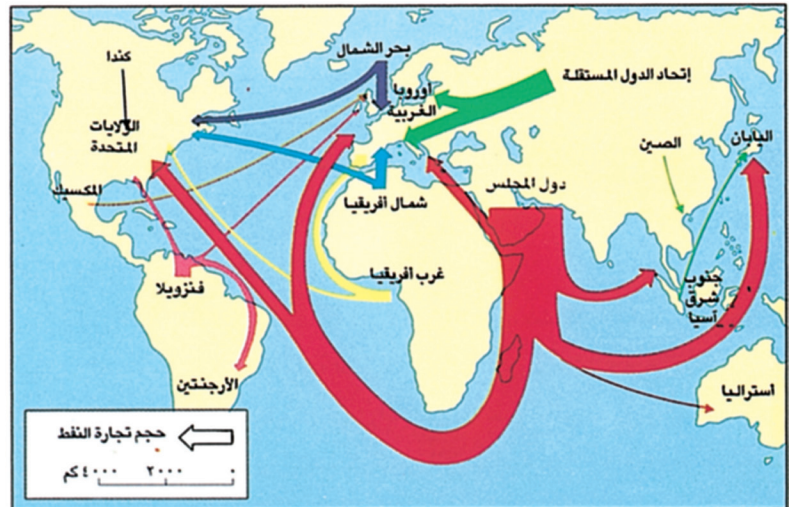 بحر الشمال
كندا
أوروبا
الغربية
إتحاد الدول المستقلة
الولايات
المتحدة
اليابان
الصين
المكسيك
دول المجلس
شمال أفريقيا
غرب أفريقيا
فنزويلا
جنوب
شرق
آسيا
الأرجنتين
أستراليا
حجم تجارة النفط
٤٠٠٠ كم ٢٠٠٠ ٠